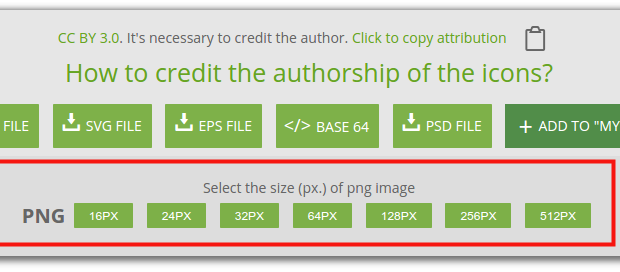 CC BY 3.0. It's necessary to credit the author. Click to copy attribution
How to credit the authorship of the icons?
FILE SVG FILE EPS FILE </> BASE 64 PSD FILE + ADD TO "MY
Select the size (px.) of png image
PNG 16PX 24PX 32PX 64PX 128PX 256PX 512PX